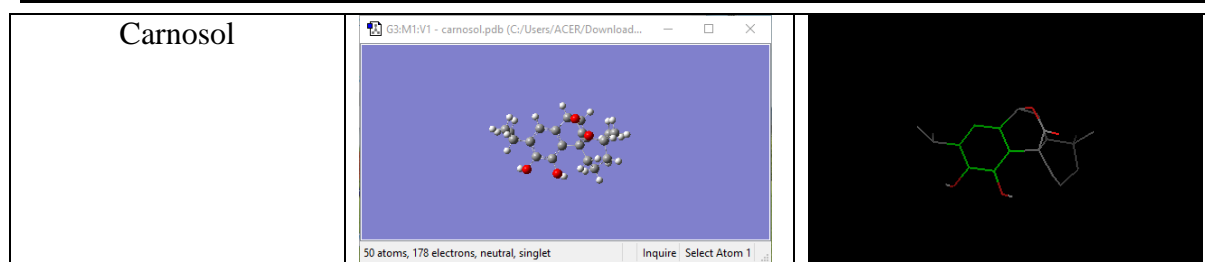 Carnosol
G3:M1:V1 - carnosol.pdb (C:/Users/ACER/Download...
50 atoms, 178 electrons, neutral, singlet
Inquire
Select Atom 1